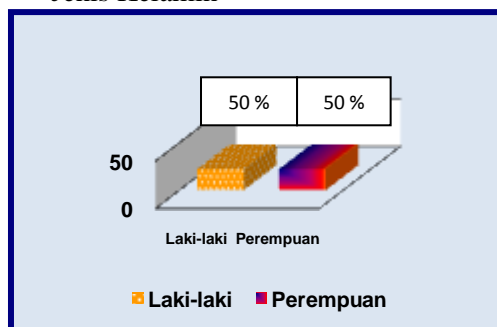 Jenis Kelamin
50 % 50 %
50
0
Laki-laki Perempuan
Laki-laki Perempuan